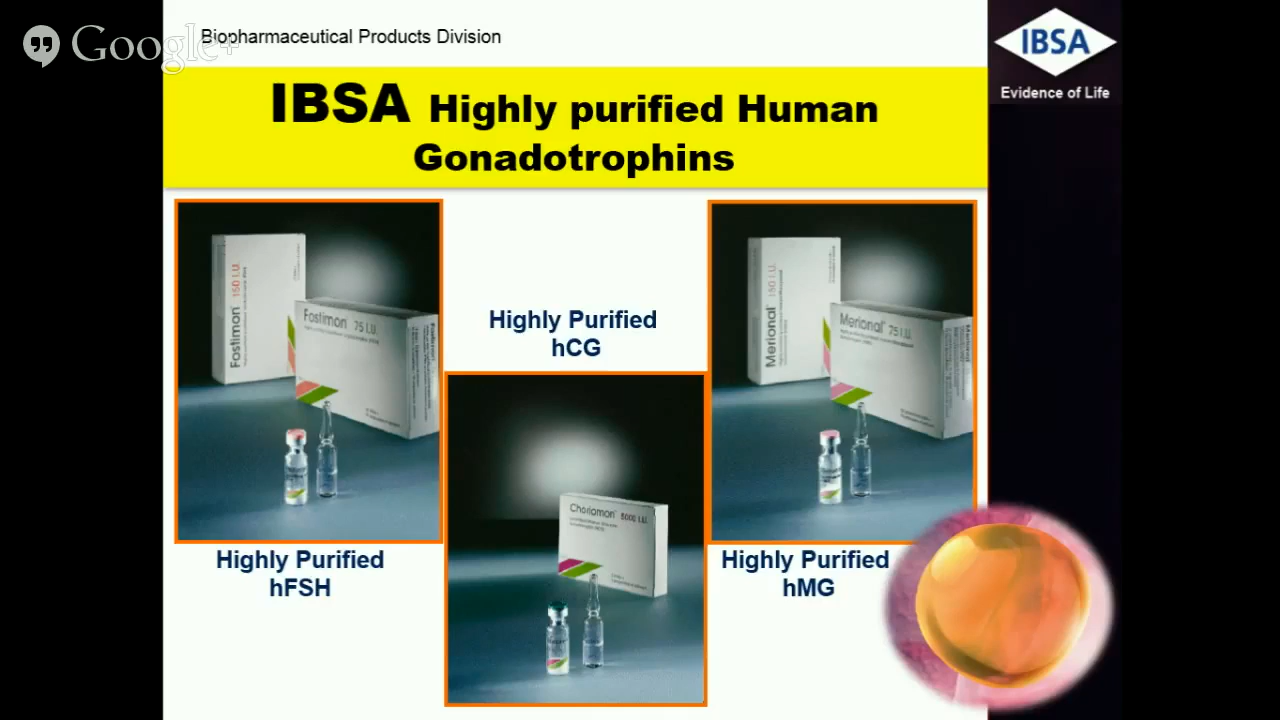 Google+
Biopharmaceutical Products Division
IBSA
Evidence of Life
IBSA Highly purified Human
Gonadotrophins
Fostimon 150 I.U.
Fostimon 75 I.U.
Highly Purified
hFSH
Highly Purified
hCG
Choriomon 5000 I.U.
Merional 150 I.U.
Merional 75 I.U.
Highly Purified
hMG